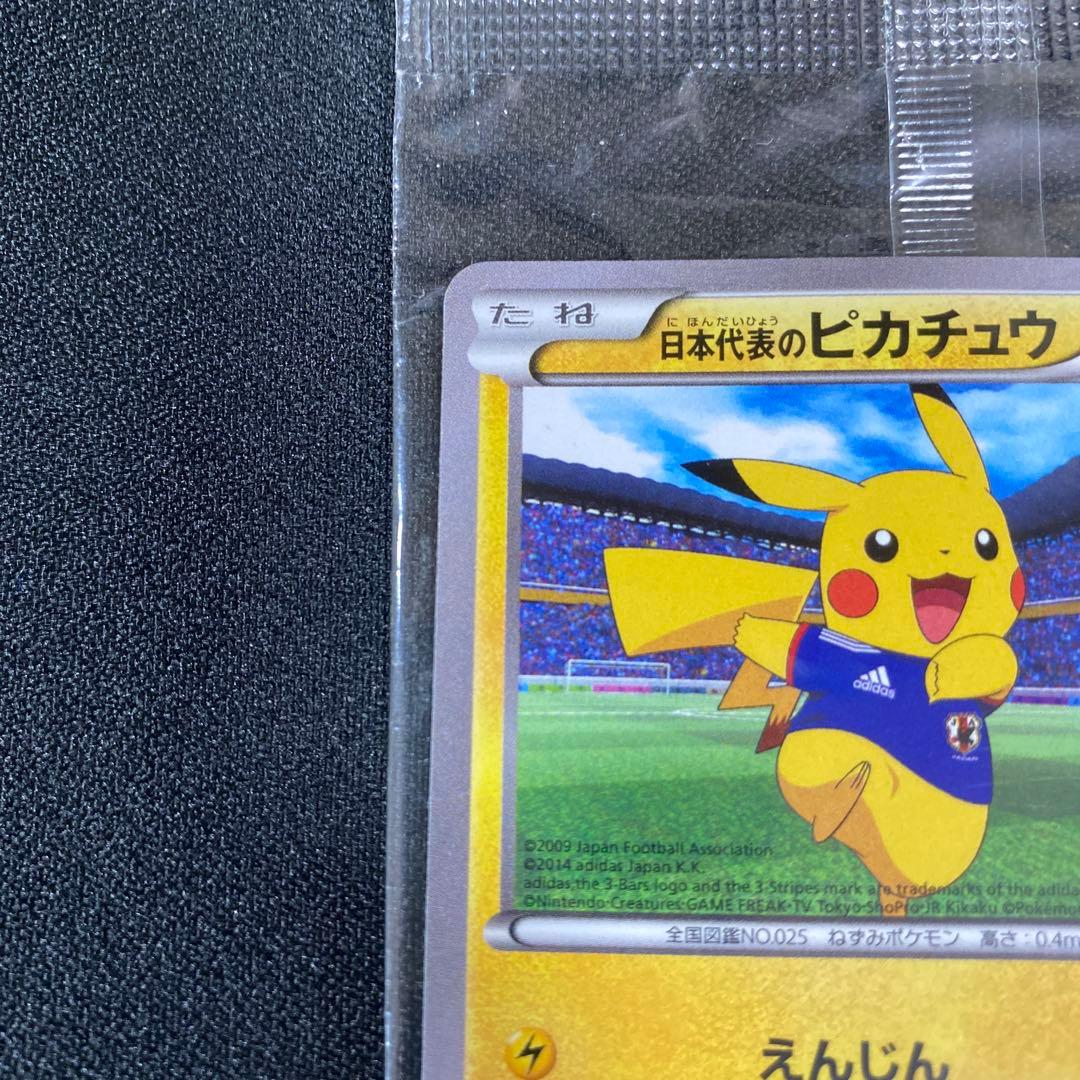 たね
にほんだいひょう
日本代表のピカチュウ
adidas
JAPAN
©2009 Japan Football Association
©2014 adidas Japan K.K.
adidas,the 3-Bars logo and the 3-Stripes mark are trademarks of the adida
©Nintendo·Creatures·GAME FREAK·TV Tokyo·ShoPro·JR Kikaku ©Pokémo
全国図鑑NO.025 ねずみポケモン 高さ:0.4m
えんじん